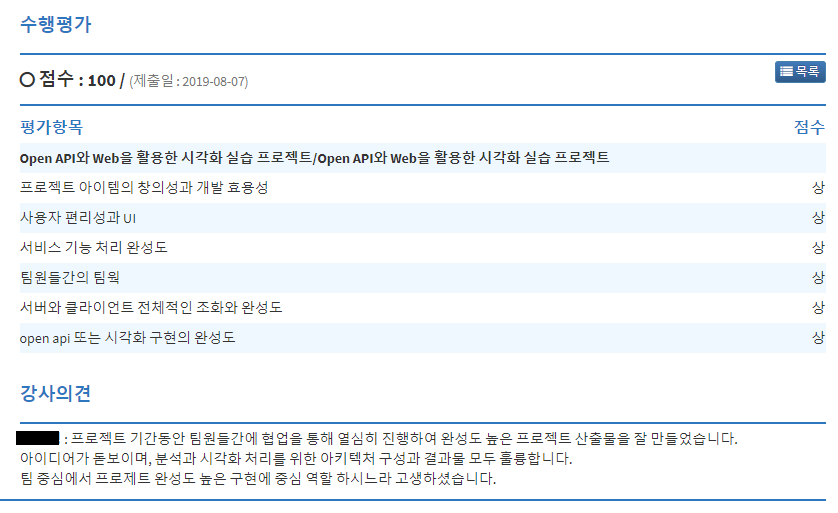 수행평가
점수 : 100 / (제출일 : 2019-08-07)
목록
평가항목 점수
Open API와 Web을 활용한 시각화 실습 프로젝트/Open API와 Web을 활용한 시각화 실습 프로젝트
프로젝트 아이템의 창의성과 개발 효용성 상
사용자 편리성과 UI 상
서비스 기능 처리 완성도 상
팀원들간의 팀웍 상
서버와 클라이언트 전체적인 조화와 완성도 상
open api 또는 시각화 구현의 완성도 상
강사의견
: 프로젝트 기간동안 팀원들간에 협업을 통해 열심히 진행하여 완성도 높은 프로젝트 산출물을 잘 만들었습니다.
아이디어가 돋보이며, 분석과 시각화 처리를 위한 아키텍처 구성과 결과물 모두 훌륭합니다.
팀 중심에서 프로제트 완성도 높은 구현에 중심 역할 하시느라 고생하셨습니다.